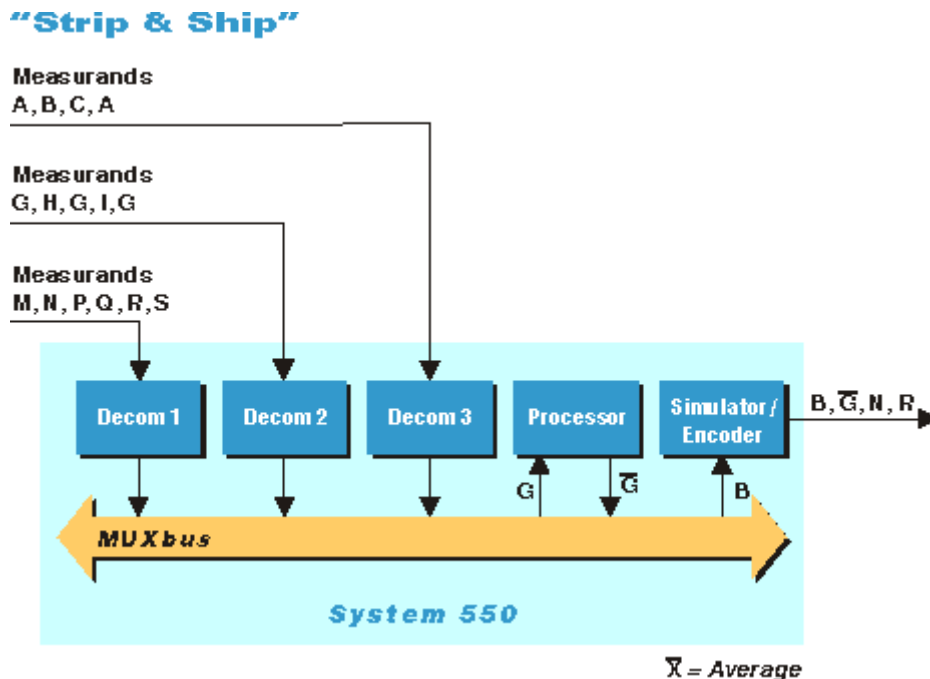 "Strip & Ship"
Measurands
A, B, C, A
Measurands
G, H, G, I, G
Measurands
M, N, P, Q, R, S
Decom 1
Decom 2
Decom 3
Processor
Simulator /
Encoder
B, G̅, N, R
G
G̅
B
MUXbus
System 550
X̅ = Average